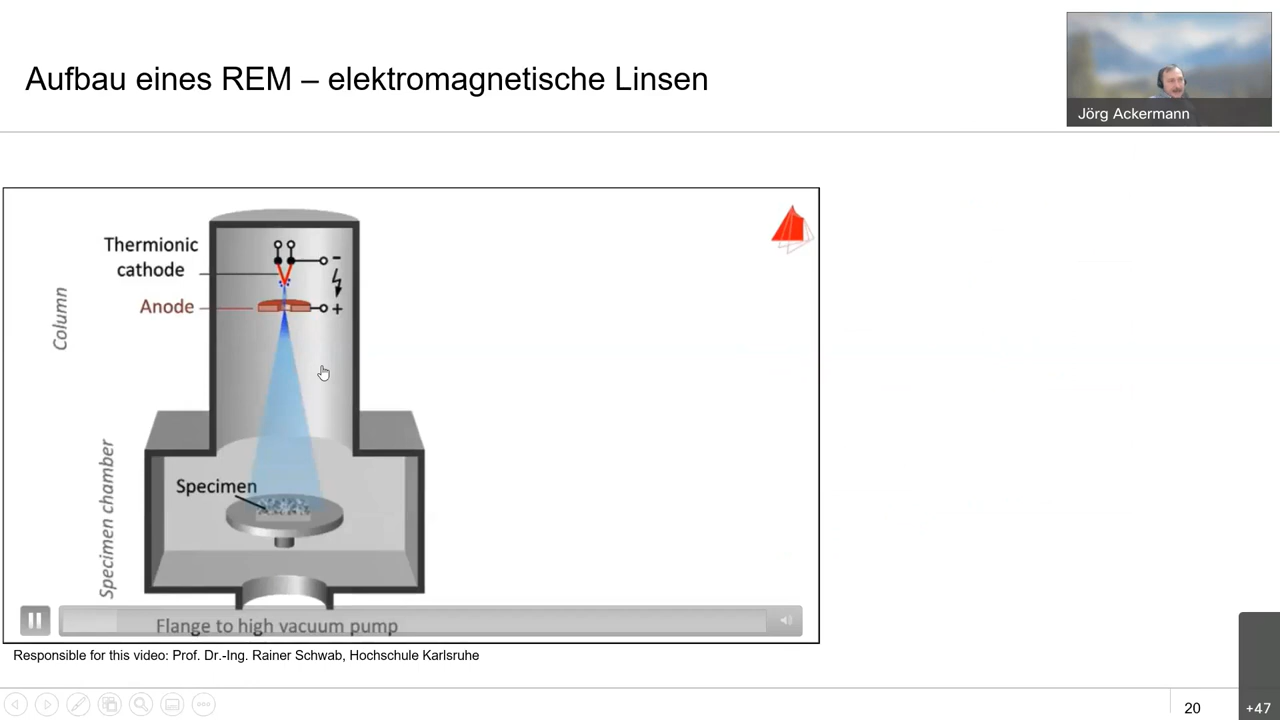 Aufbau eines REM – elektromagnetische Linsen
Jörg Ackermann
Thermionic
cathode
-
Anode
+
Column
Specimen
Specimen chamber
Flange to high vacuum pump
Responsible for this video: Prof. Dr.-Ing. Rainer Schwab, Hochschule Karlsruhe
20
+47